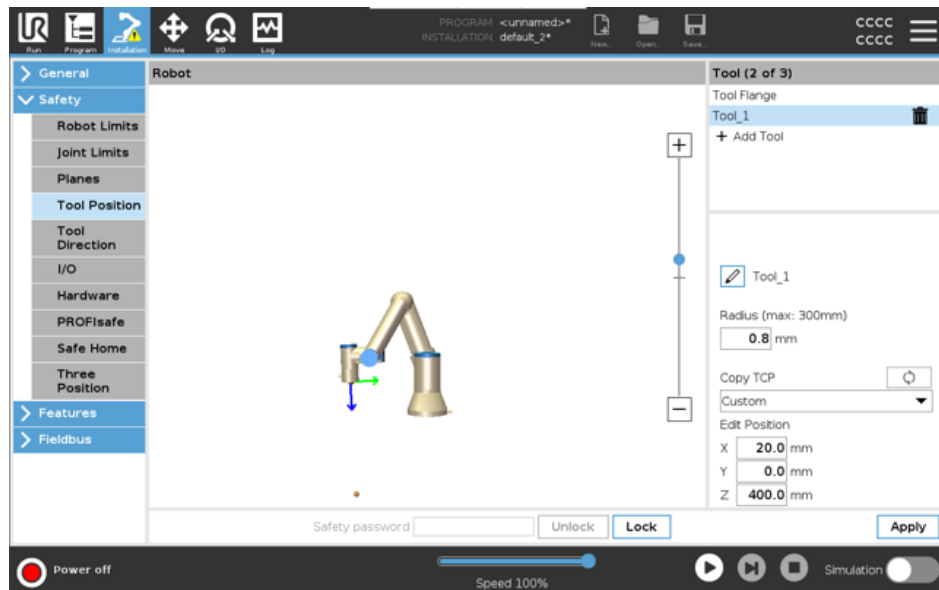 UR
PROGRAM <unnamed>*
INSTALLATION default_2*
Run
Program
Installation
Move
I/O
Log
New...
Open...
Save...
CCCC
CCCC
General
Safety
Robot Limits
Joint Limits
Planes
Tool Position
Tool
Direction
I/O
Hardware
PROFIsafe
Safe Home
Three
Position
Features
Fieldbus
Robot
Tool (2 of 3)
Tool Flange
Tool_1
+ Add Tool
Tool_1
Radius (max: 300mm)
0.8 mm
Copy TCP
Custom
Edit Position
X 20.0 mm
Y 0.0 mm
Z 400.0 mm
Safety password
Unlock
Lock
Apply
Power off
Speed 100%
Simulation